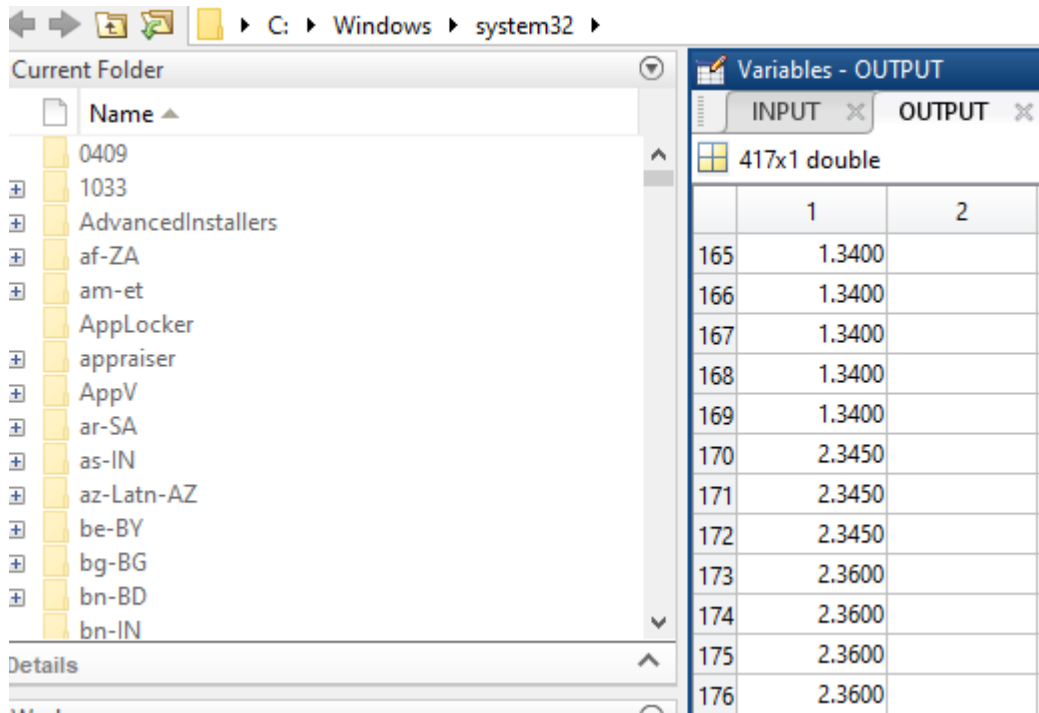 C: Windows system32
Current Folder
Name
0409
1033
AdvancedInstallers
af-ZA
am-et
AppLocker
appraiser
AppV
ar-SA
as-IN
az-Latn-AZ
be-BY
bg-BG
bn-BD
bn-IN
Details
Variables - OUTPUT
INPUT OUTPUT
417x1 double
1 2
165 1.3400
166 1.3400
167 1.3400
168 1.3400
169 1.3400
170 2.3450
171 2.3450
172 2.3450
173 2.3600
174 2.3600
175 2.3600
176 2.3600